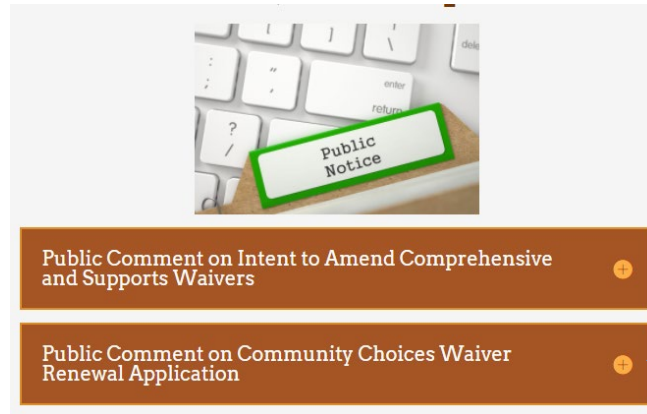 ]
}
\
dele
:
;
"
'
enter
return
?
/
Public
Notice
Public Comment on Intent to Amend Comprehensive
and Supports Waivers
Public Comment on Community Choices Waiver
Renewal Application